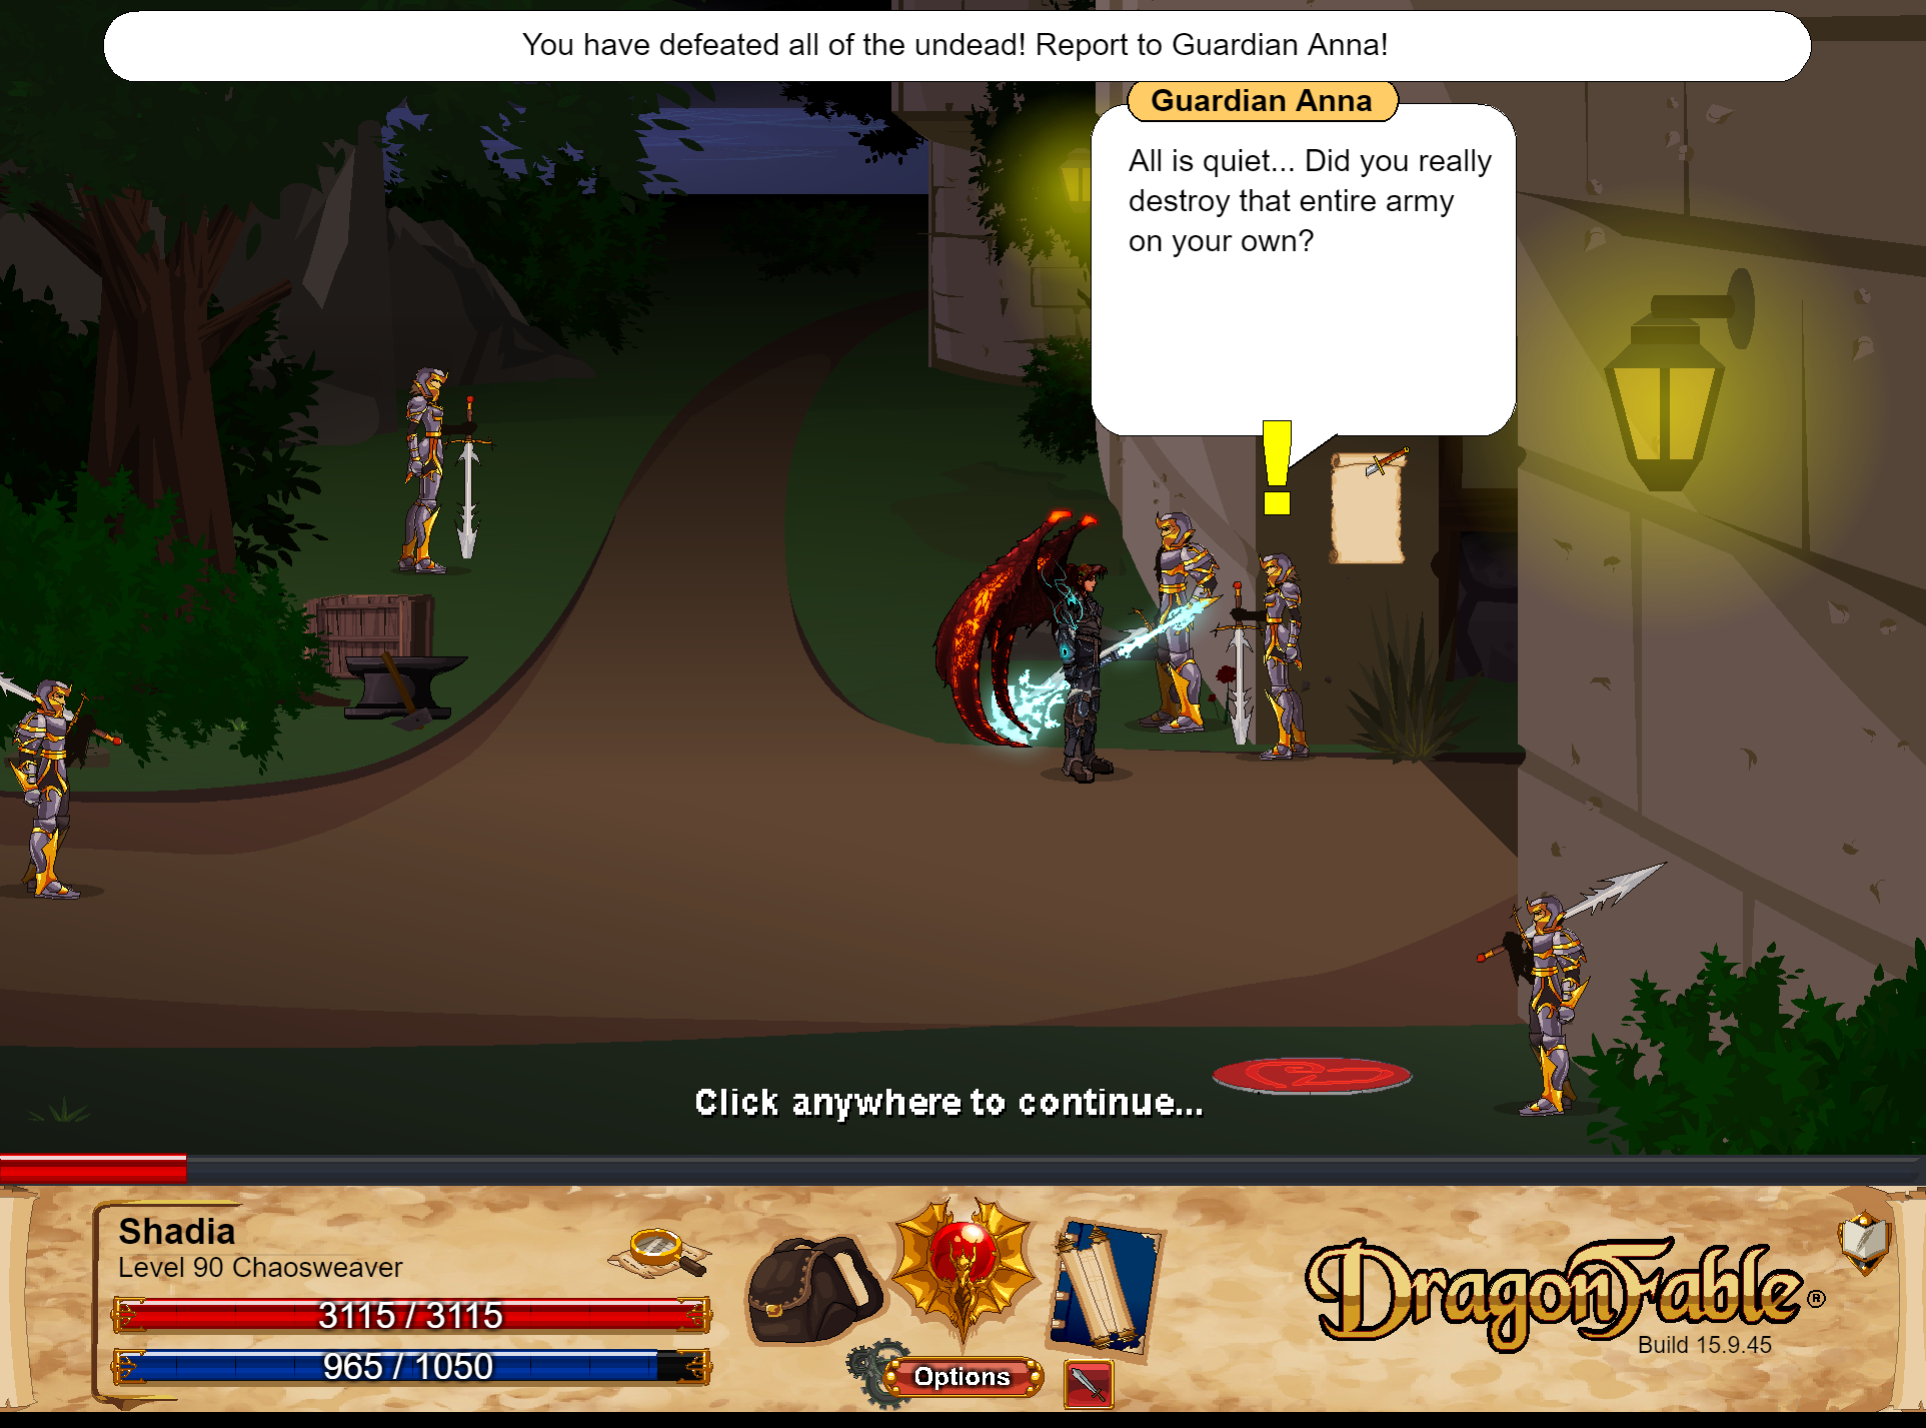 You have defeated all of the undead! Report to Guardian Anna!
Guardian Anna
All is quiet... Did you really
destroy that entire army
on your own?
Click anywhere to continue...
Shadia
Level 90 Chaosweaver
3115 / 3115
965 / 1050
Options
DragonFable®
Build 15.9.45